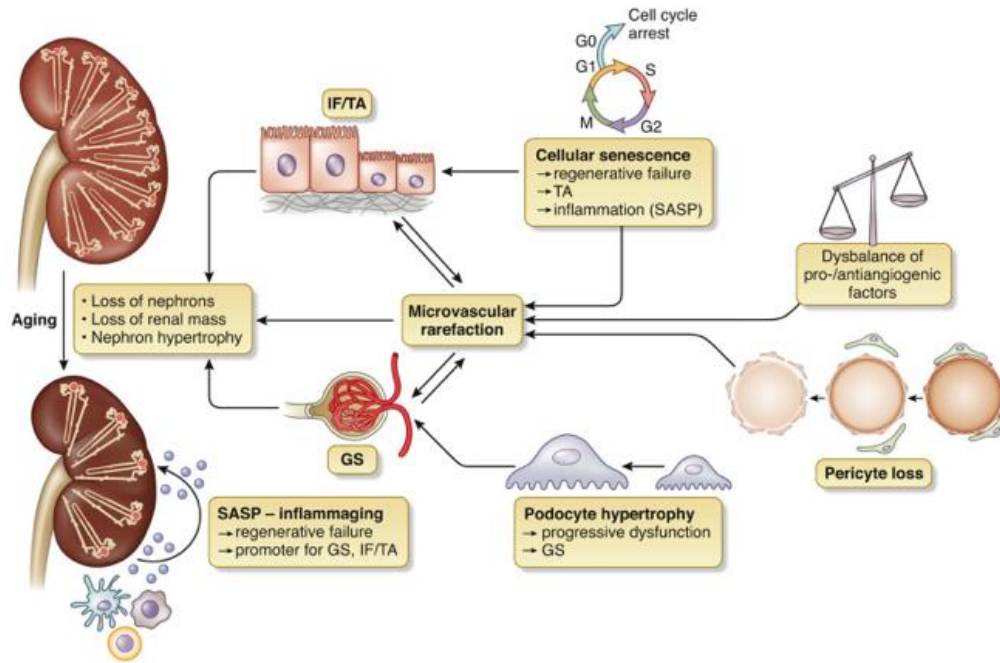 Cell cycle
arrest
G0
G1
S
M
G2
IF/TA
Cellular senescence
→ regenerative failure
→ TA
→ inflammation (SASP)
Dysbalance of
pro-/antiangiogenic
factors
• Loss of nephrons
• Loss of renal mass
• Nephron hypertrophy
Aging
Microvascular
rarefaction
GS
Pericyte loss
SASP – inflammaging
→ regenerative failure
→ promoter for GS, IF/TA
Podocyte hypertrophy
→ progressive dysfunction
→ GS